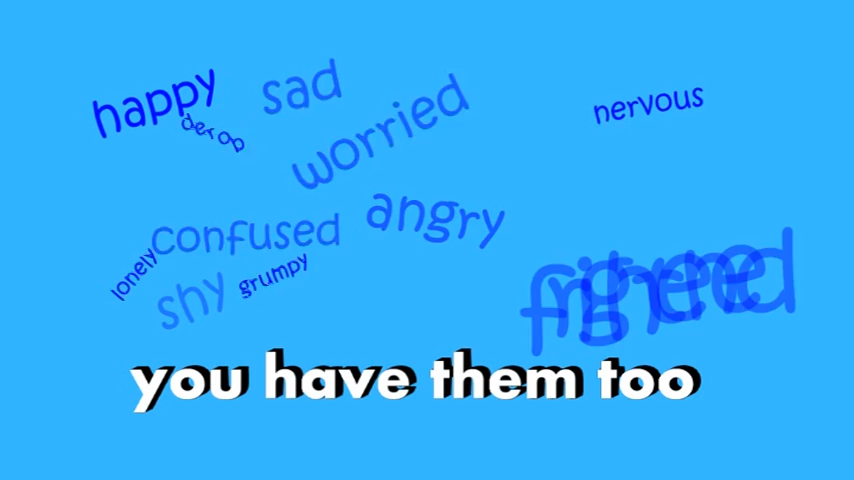 happy
sad
worried
nervous
confused
angry
lonely
shy
grumpy
you have them too